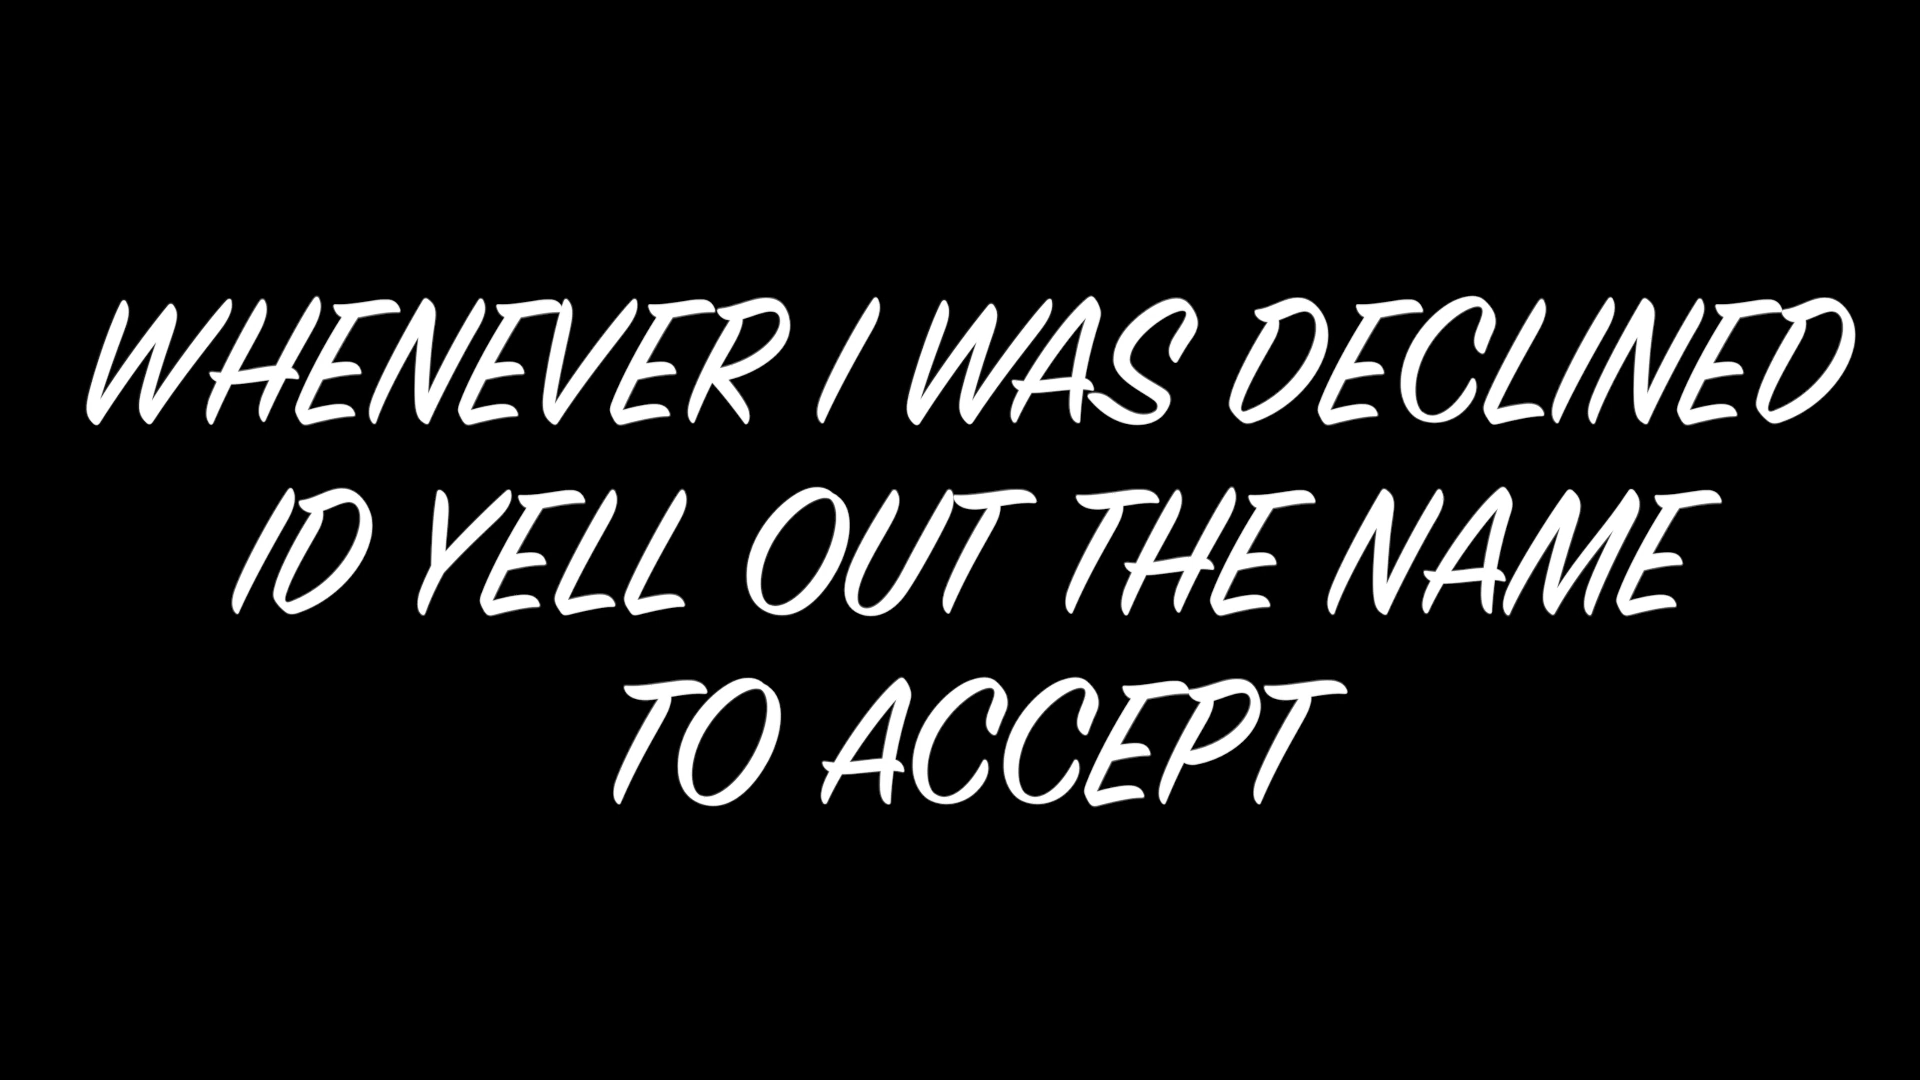 WHENEVER I WAS DECLINED
ID YELL OUT THE NAME
TO ACCEPT